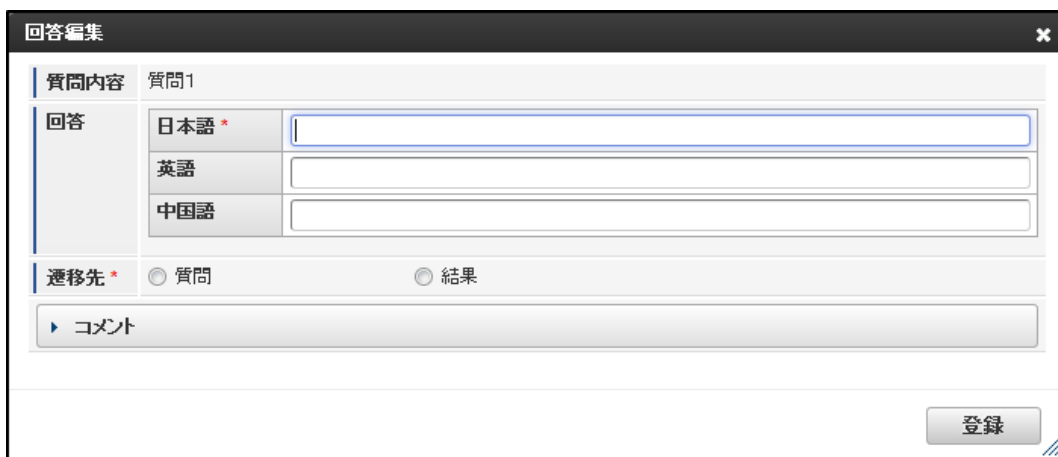 回答編集
質問内容 質問1
回答
日本語 *
英語
中国語
遷移先 * 質問 結果
コメント
登録